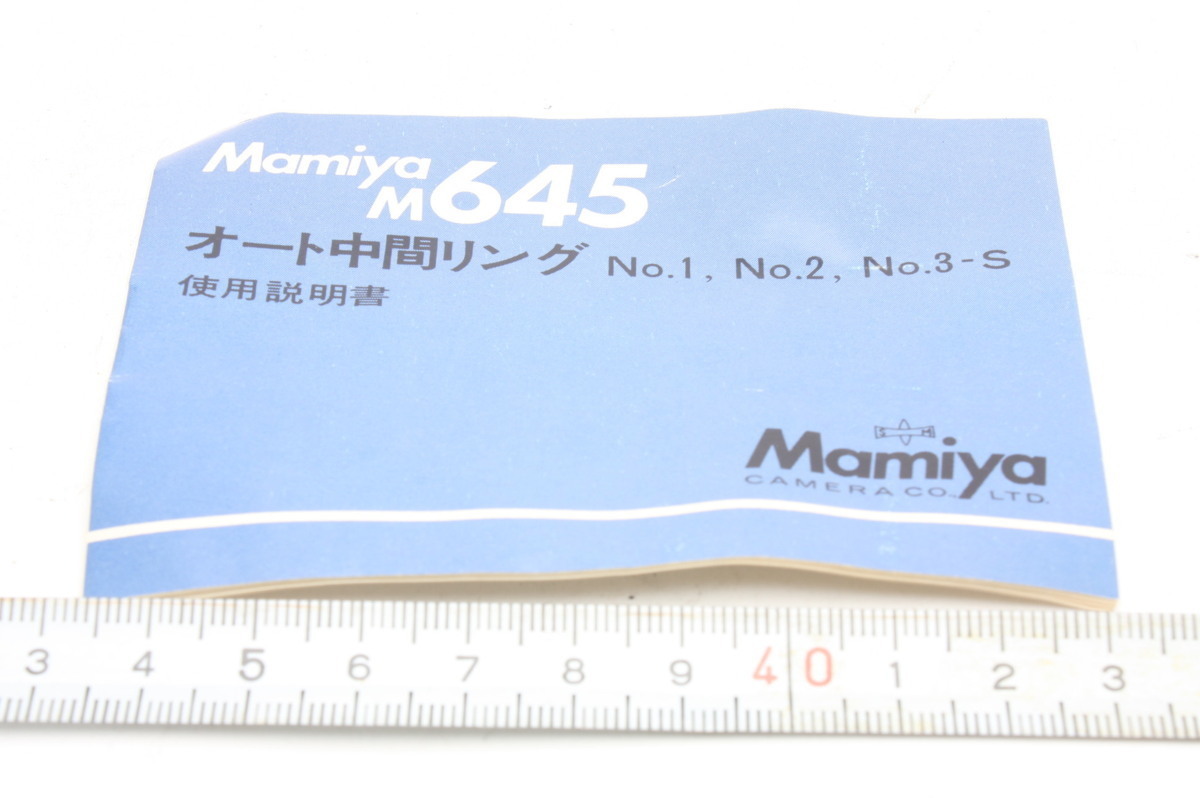 Mamiya
M645
オート中間リング No.1, No.2, No.3-S
使用説明書
S M
Mamiya
CAMERA CO., LTD.
3 4 5 6 7 8 9 40 1 2 3